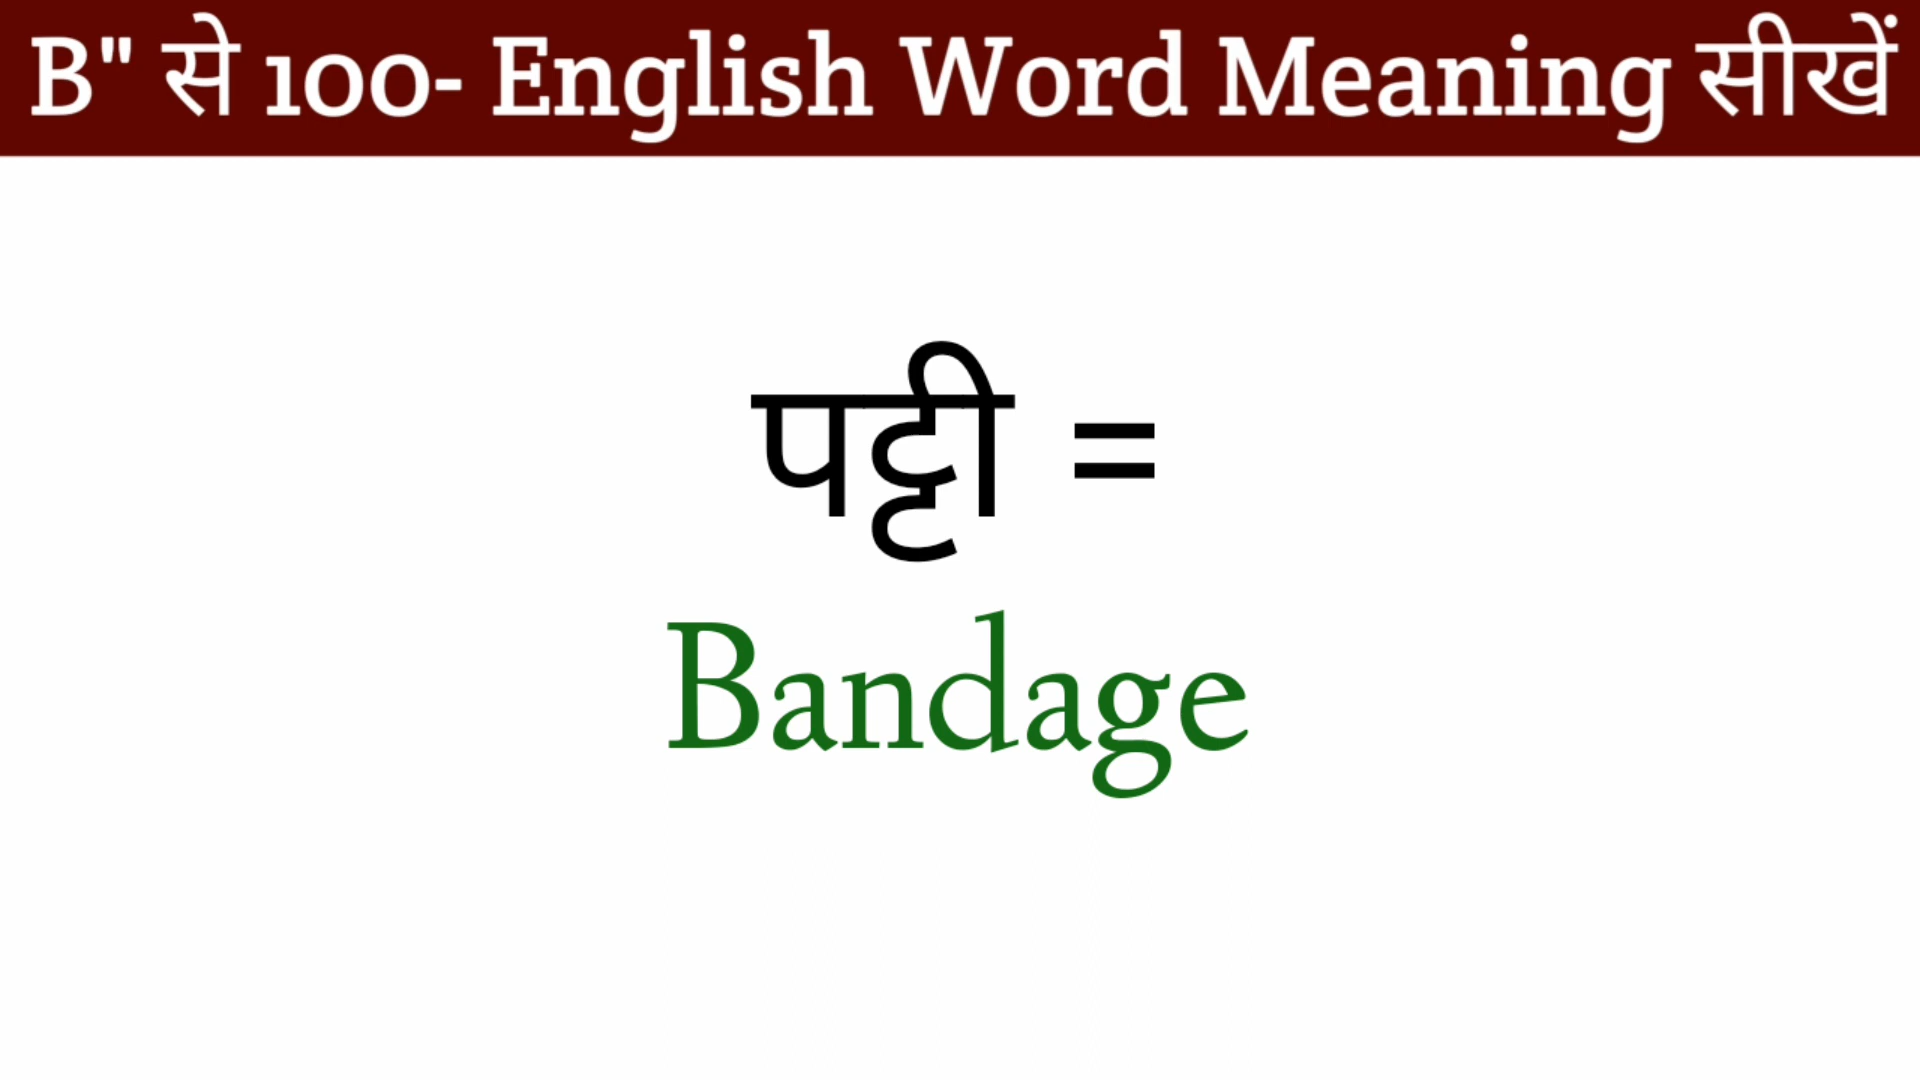 B" से 100- English Word Meaning सीखें
पट्टी =
Bandage